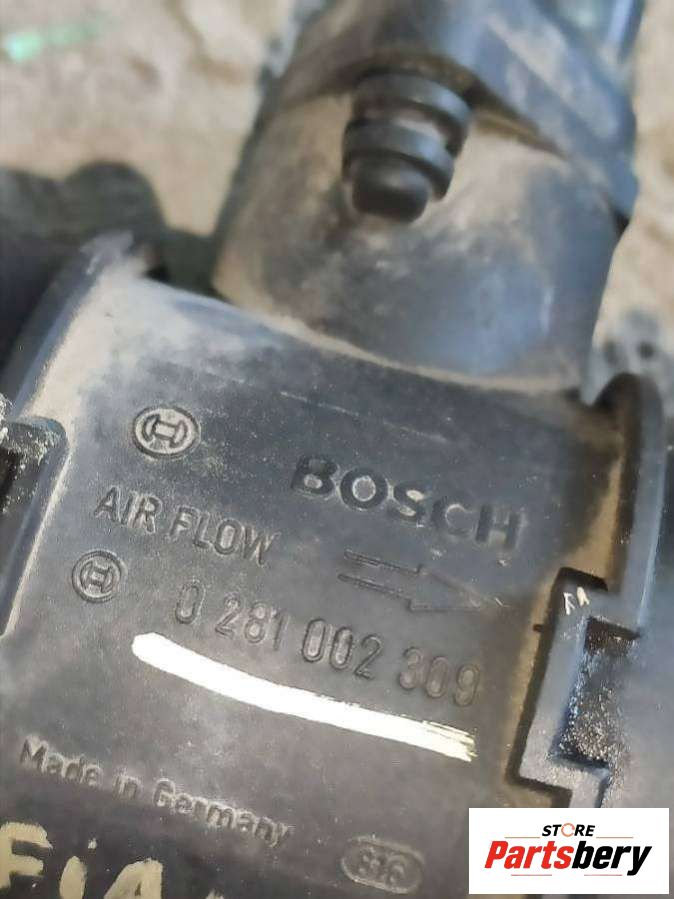 BOSCH
AIR FLOW
0 281 002 309
Made in Germany
STORE
Partsbery